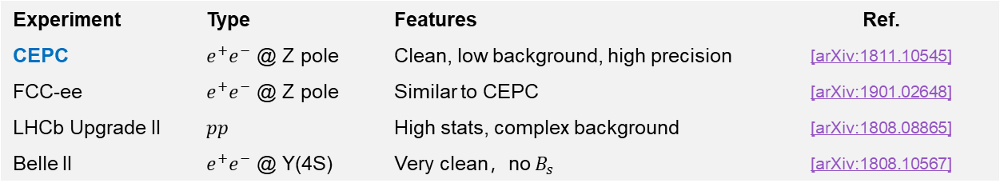 Experiment Type Features Ref.
CEPC e⁺e⁻ @ Z pole Clean, low background, high precision [arXiv:1811.10545]
FCC-ee e⁺e⁻ @ Z pole Similar to CEPC [arXiv:1901.02648]
LHCb Upgrade II pp High stats, complex background [arXiv:1808.08865]
Belle II e⁺e⁻ @ Y(4S) Very clean，no Bₛ [arXiv:1808.10567]